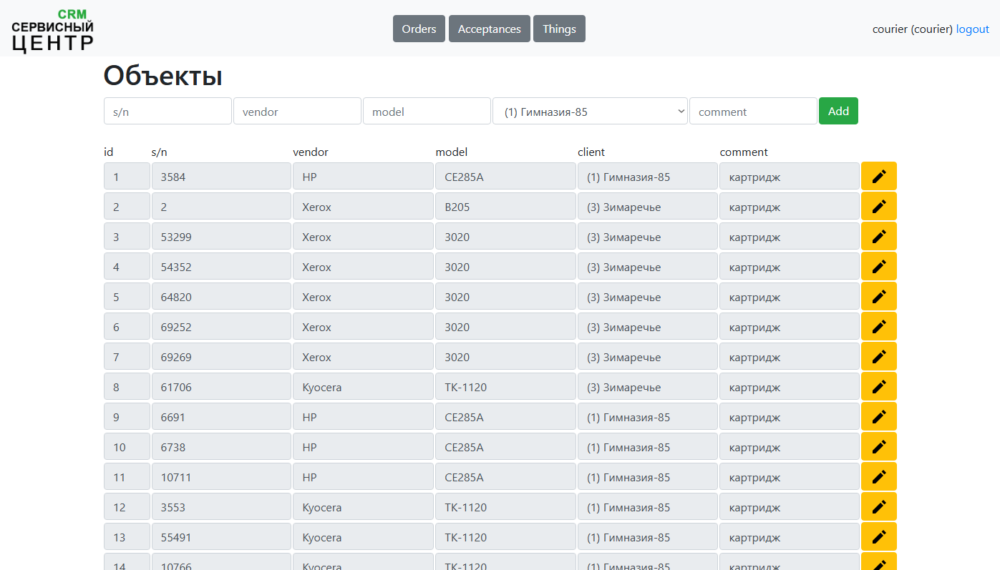 CRM
СЕРВИСНЫЙ
ЦЕНТР
Orders Acceptances Things
courier (courier) logout
Объекты
s/n vendor model (1) Гимназия-85 comment Add
id s/n vendor model client comment
1 3584 HP CE285A (1) Гимназия-85 картридж
2 2 Xerox B205 (3) Зимаречье картридж
3 53299 Xerox 3020 (3) Зимаречье картридж
4 54352 Xerox 3020 (3) Зимаречье картридж
5 64820 Xerox 3020 (3) Зимаречье картридж
6 69252 Xerox 3020 (3) Зимаречье картридж
7 69269 Xerox 3020 (3) Зимаречье картридж
8 61706 Kyocera TK-1120 (3) Зимаречье картридж
9 6691 HP CE285A (1) Гимназия-85 картридж
10 6738 HP CE285A (1) Гимназия-85 картридж
11 10711 HP CE285A (1) Гимназия-85 картридж
12 3553 Kyocera TK-1120 (1) Гимназия-85 картридж
13 55491 Kyocera TK-1120 (1) Гимназия-85 картридж
14 10766 Kyocera TK-1120 (1) Гимназия-85 картридж